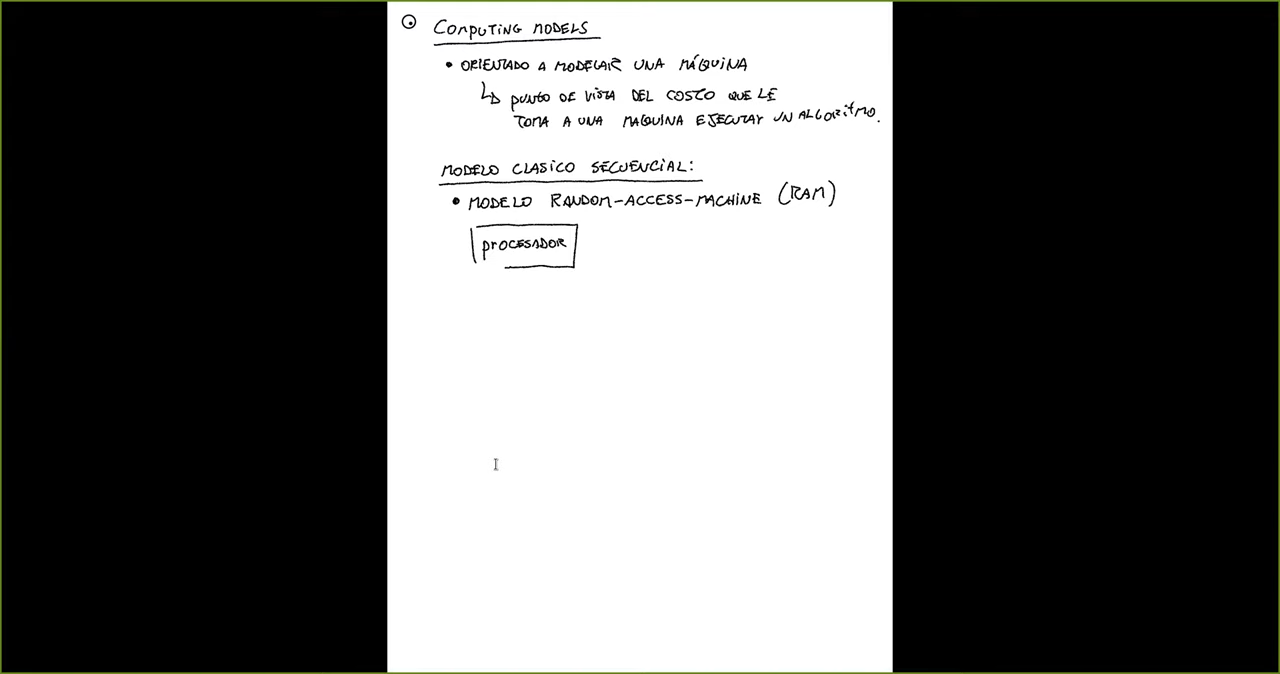 COMPUTING MODELS
• ORIENTADO A MODELAR UNA MÁQUINA
PUNTO DE VISTA DEL COSTO QUE LE
TOMA A UNA MAQUINA EJECUTAR UN ALGORITMO.
MODELO CLASICO SECUENCIAL:
• MODELO RANDOM-ACCESS-MACHINE (RAM)
PROCESADOR